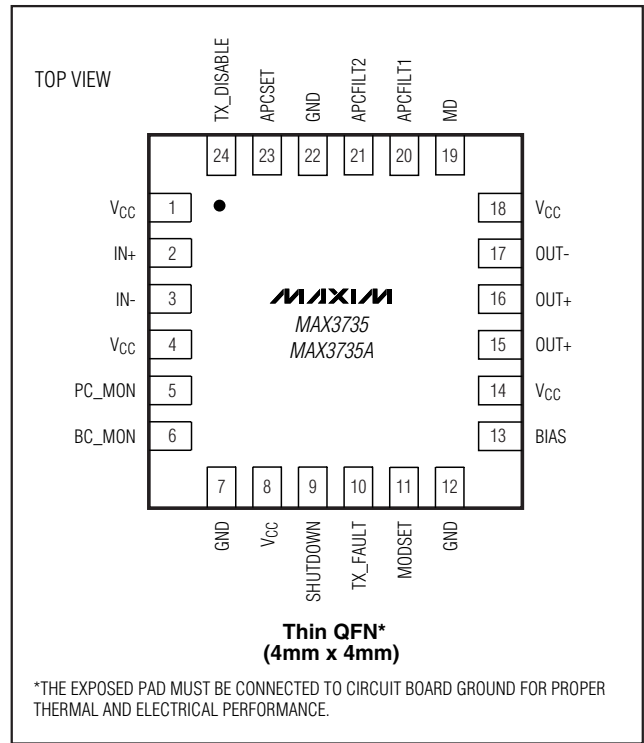 TOP VIEW
TX_DISABLE
APCSET
GND
APCFILT2
APCFILT1
MD
24
23
22
21
20
19
VCC
1
18
VCC
IN+
2
17
OUT-
IN-
3
MAXIM
16
OUT+
MAX3735
MAX3735A
VCC
4
15
OUT+
PC_MON
5
14
VCC
BC_MON
6
13
BIAS
7
8
9
10
11
12
GND
VCC
SHUTDOWN
TX_FAULT
MODSET
GND
Thin QFN*
(4mm x 4mm)
*THE EXPOSED PAD MUST BE CONNECTED TO CIRCUIT BOARD GROUND FOR PROPER
THERMAL AND ELECTRICAL PERFORMANCE.